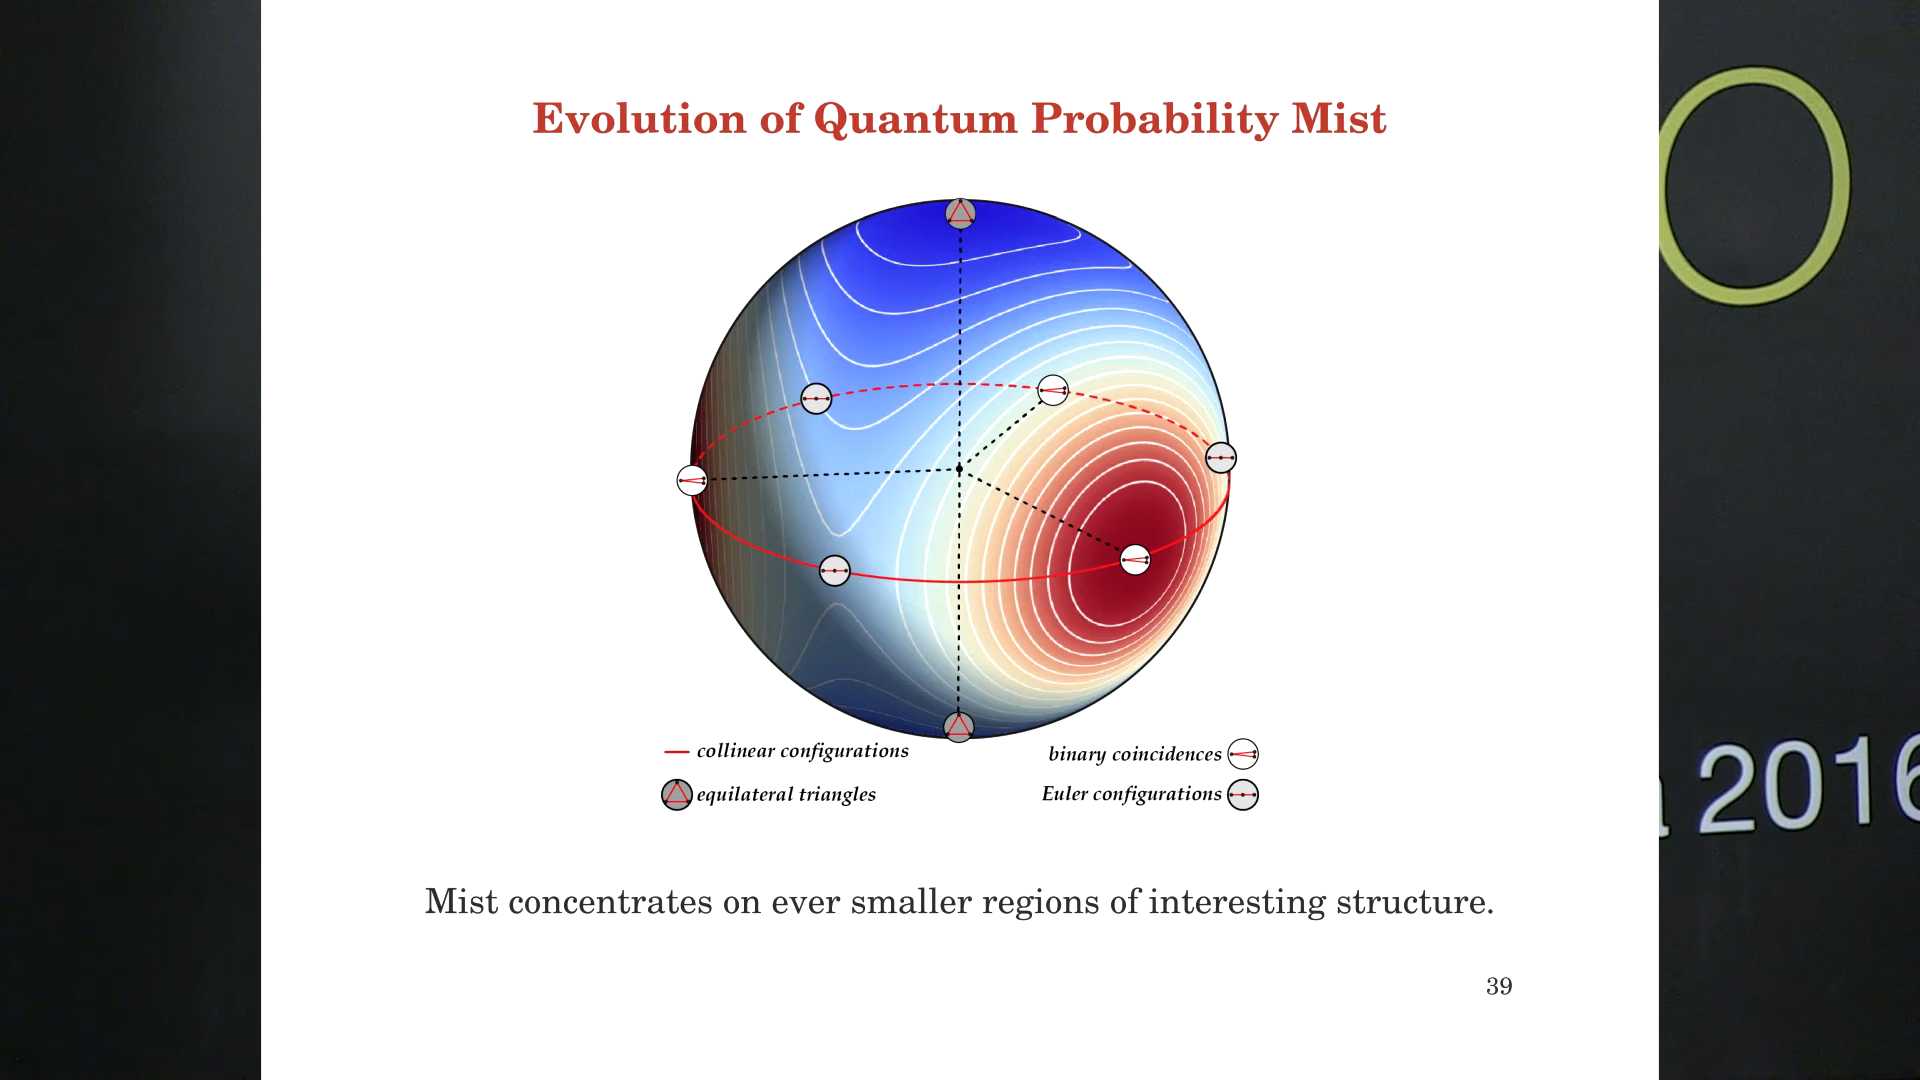 Evolution of Quantum Probability Mist
collinear configurations
binary coincidences
equilateral triangles
Euler configurations
Mist concentrates on ever smaller regions of interesting structure.
39
O
2016